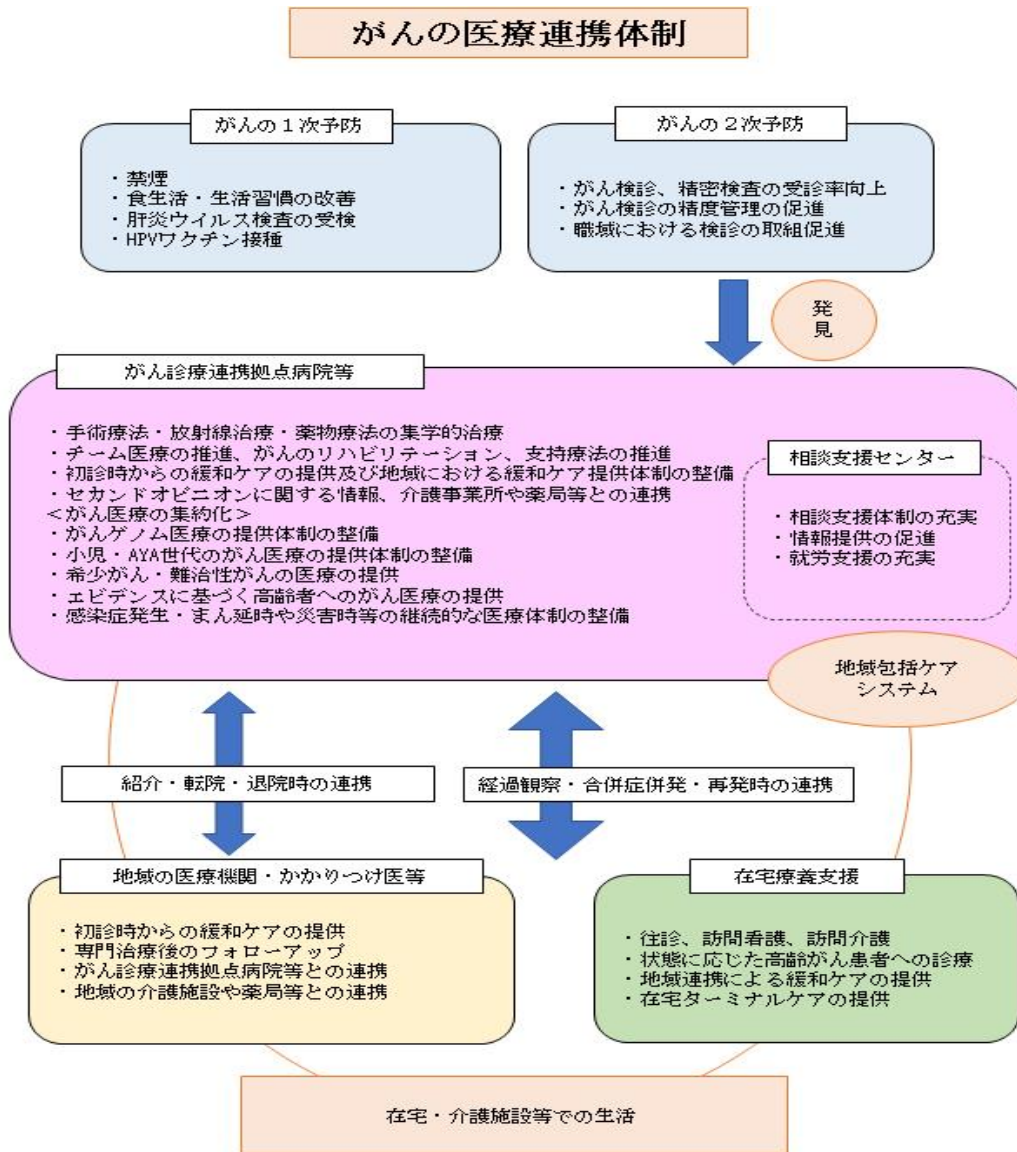 がんの医療連携体制
がんの１次予防
・禁煙
・食生活・生活習慣の改善
・肝炎ウイルス検査の受検
・HPVワクチン接種
がんの２次予防
・がん検診、精密検査の受診率向上
・がん検診の精度管理の促進
・職域における検診の取組促進
発
見
がん診療連携拠点病院等
・手術療法・放射線治療・薬物療法の集学的治療
・チーム医療の推進、がんのリハビリテーション、支持療法の推進
・初診時からの緩和ケアの提供及び地域における緩和ケア提供体制の整備
・セカンドオピニオンに関する情報、介護事業所や薬局等との連携
＜がん医療の集約化＞
・がんゲノム医療の提供体制の整備
・小児・AYA世代のがん医療の提供体制の整備
・希少がん・難治性がんの医療の提供
・エビデンスに基づく高齢者へのがん医療の提供
・感染症発生・まん延時や災害時等の継続的な医療体制の整備
相談支援センター
・相談支援体制の充実
・情報提供の促進
・就労支援の充実
地域包括ケア
システム
紹介・転院・退院時の連携
経過観察・合併症併発・再発時の連携
地域の医療機関・かかりつけ医等
・初診時からの緩和ケアの提供
・専門治療後のフォローアップ
・がん診療連携拠点病院等との連携
・地域の介護施設や薬局等との連携
在宅療養支援
・往診、訪問看護、訪問介護
・状態に応じた高齢がん患者への診療
・地域連携による緩和ケアの提供
・在宅ターミナルケアの提供
在宅・介護施設等での生活